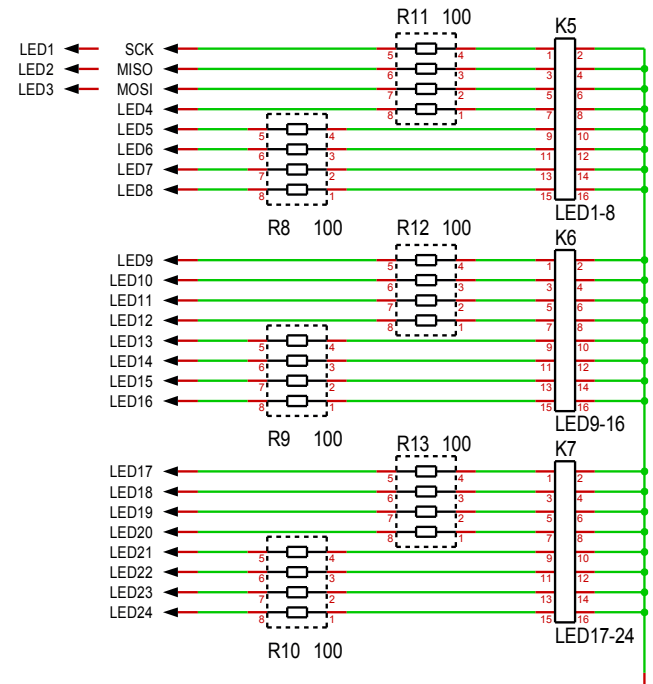 R11 100 K5
LED1 SCK 5 4 1 2
LED2 MISO 6 3 3 4
LED3 MOSI 7 2 5 6
LED4 8 1 7 8
LED5 5 4 9 10
LED6 6 3 11 12
LED7 7 2 13 14
LED8 8 1 15 16
LED1-8
R8 100 R12 100 K6
LED9 5 4 1 2
LED10 6 3 3 4
LED11 7 2 5 6
LED12 8 1 7 8
LED13 5 4 9 10
LED14 6 3 11 12
LED15 7 2 13 14
LED16 8 1 15 16
LED9-16
R9 100 R13 100 K7
LED17 5 4 1 2
LED18 6 3 3 4
LED19 7 2 5 6
LED20 8 1 7 8
LED21 5 4 9 10
LED22 6 3 11 12
LED23 7 2 13 14
LED24 8 1 15 16
LED17-24
R10 100